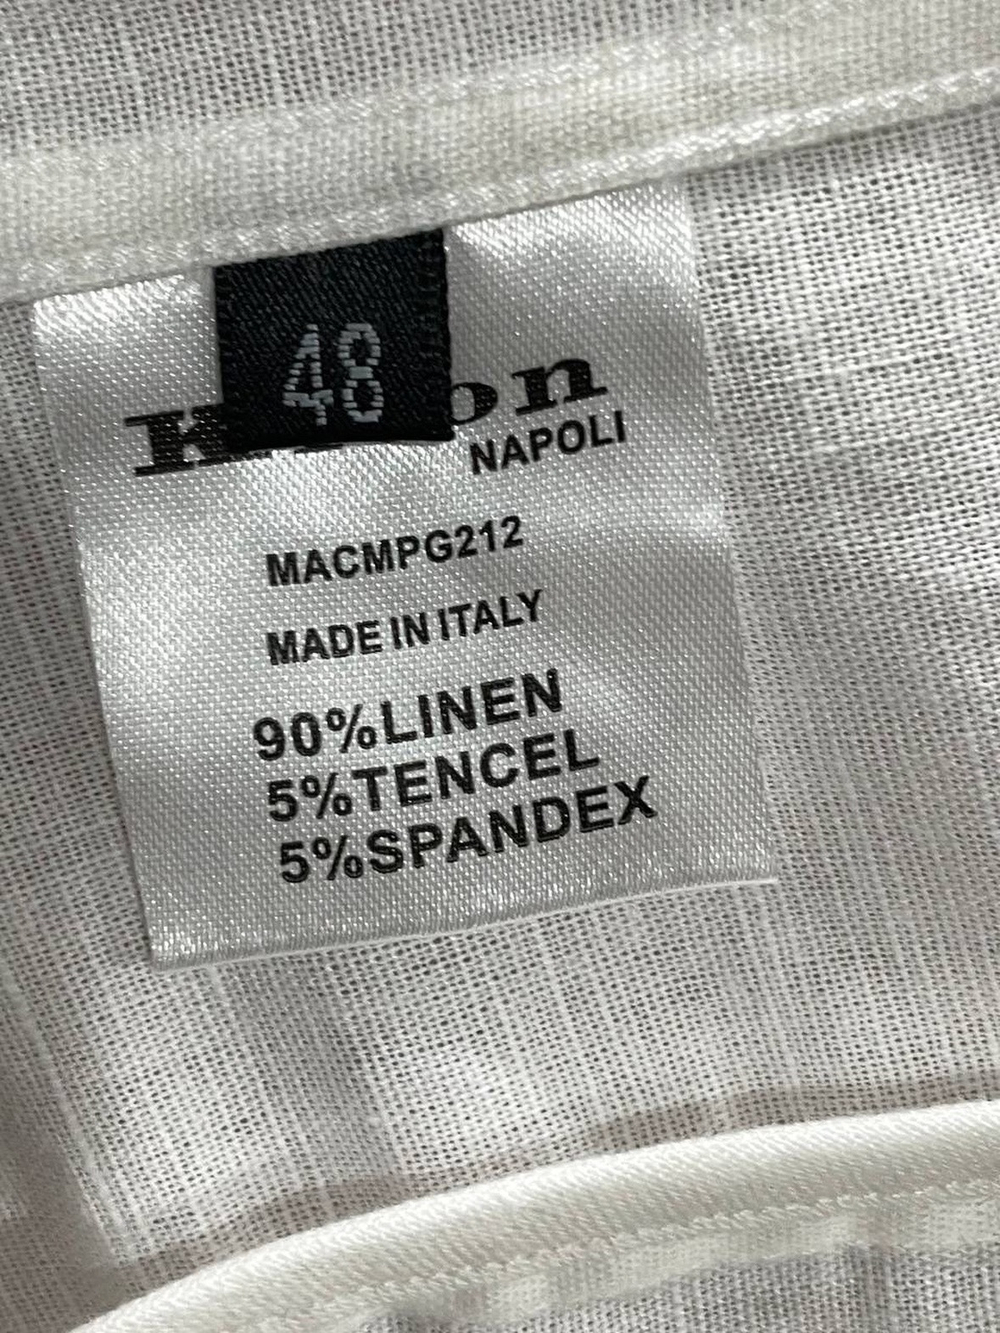 48
NAPOLI
MACMPG212
MADE IN ITALY
90%LINEN
5%TENCEL
5%SPANDEX